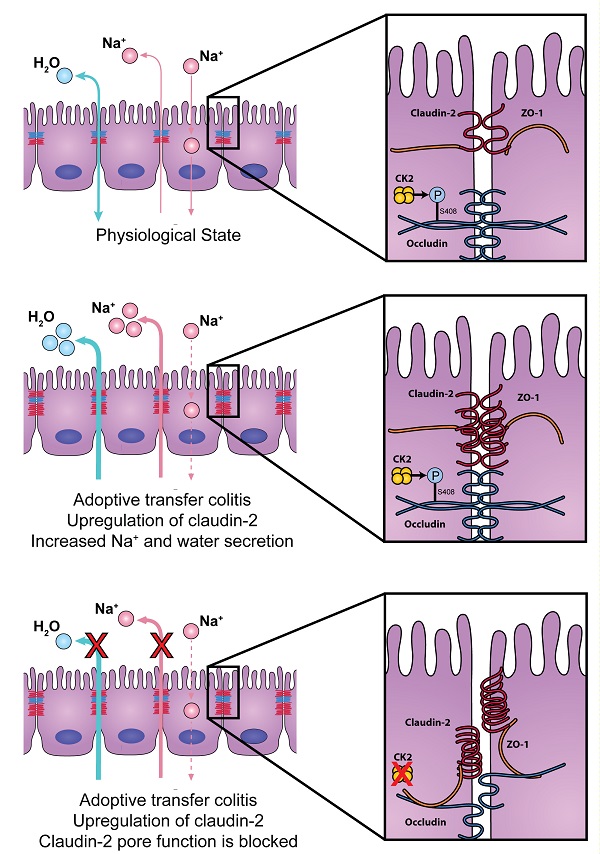 H₂O
Na⁺
Na⁺
Physiological State
Claudin-2
ZO-1
CK2
P
S408
Occludin
H₂O
Na⁺
Na⁺
Adoptive transfer colitis
Upregulation of claudin-2
Increased Na⁺ and water secretion
Claudin-2
ZO-1
CK2
P
S408
Occludin
H₂O
Na⁺
Na⁺
Adoptive transfer colitis
Upregulation of claudin-2
Claudin-2 pore function is blocked
Claudin-2
ZO-1
CK2
Occludin